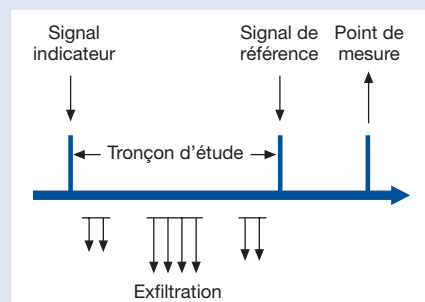 Signal
indicateur
Signal de
référence
Point de
mesure
Tronçon d'étude
Exfiltration